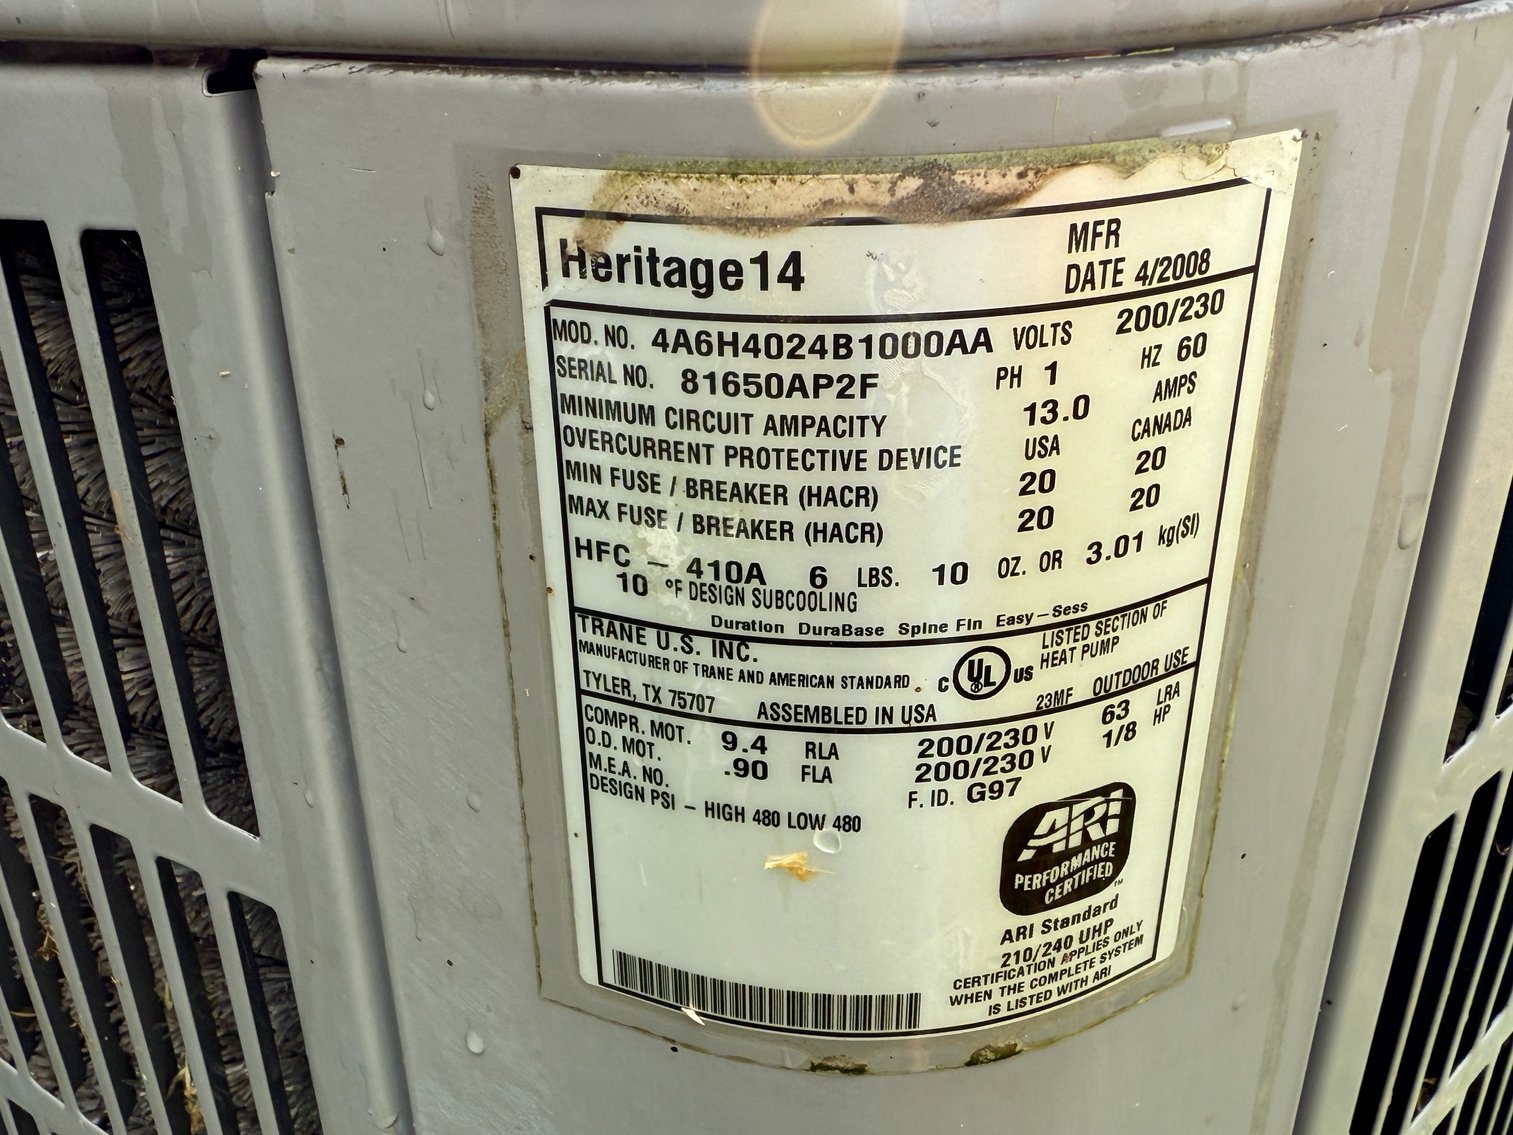 Heritage14
MFR
DATE 4/2008
MOD. NO. 4A6H4024B1000AA VOLTS 200/230
SERIAL NO. 81650AP2F PH 1 HZ 60
MINIMUM CIRCUIT AMPACITY 13.0 AMPS
OVERCURRENT PROTECTIVE DEVICE USA CANADA
MIN FUSE / BREAKER (HACR) 20 20
MAX FUSE / BREAKER (HACR) 20 20
HFC - 410A 6 LBS. 10 OZ. OR 3.01 kg(SI)
10 °F DESIGN SUBCOOLING
Duration DuraBase Spine Fin Easy-Sess
TRANE U.S. INC.
MANUFACTURER OF TRANE AND AMERICAN STANDARD
TYLER, TX 75707 ASSEMBLED IN USA
C UL ® US
LISTED SECTION OF
HEAT PUMP
23MF OUTDOOR USE
COMPR. MOT. 9.4 RLA 200/230 V 63 LRA
O.D. MOT. .90 FLA 200/230 V 1/8 HP
M.E.A. NO. F. ID. G97
DESIGN PSI - HIGH 480 LOW 480
ARI
PERFORMANCE
CERTIFIED ™
ARI Standard
210/240 UHP
CERTIFICATION APPLIES ONLY
WHEN THE COMPLETE SYSTEM
IS LISTED WITH ARI